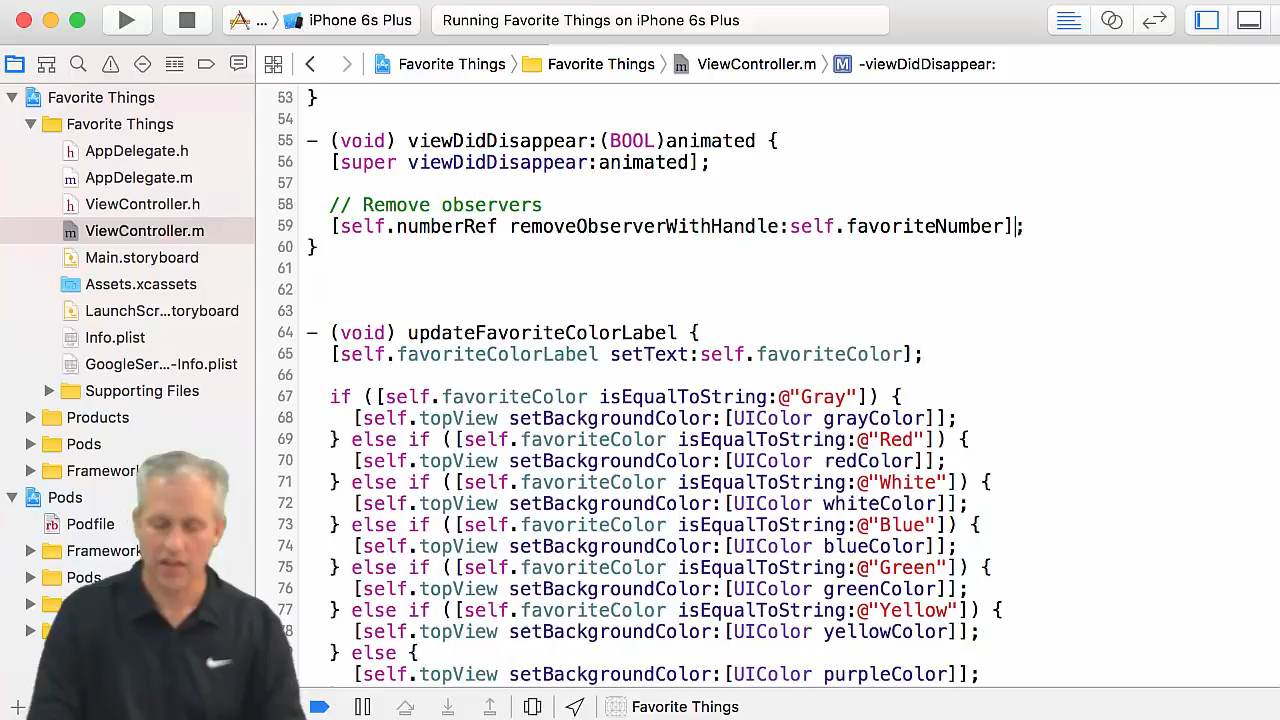 ... iPhone 6s Plus
Running Favorite Things on iPhone 6s Plus
Favorite Things
Favorite Things
ViewController.m
M
-viewDidDisappear:
Favorite Things
Favorite Things
h AppDelegate.h
m AppDelegate.m
h ViewController.h
m ViewController.m
Main.storyboard
Assets.xcassets
LaunchScr...toryboard
Info.plist
GoogleSer...-Info.plist
Supporting Files
Products
Pods
Framework
Pods
rb Podfile
Framework
Pods
53 }
54
55 – (void) viewDidDisappear:(BOOL)animated {
56 [super viewDidDisappear:animated];
57
58 // Remove observers
59 [self.numberRef removeObserverWithHandle:self.favoriteNumber];
60 }
61
62
63
64 – (void) updateFavoriteColorLabel {
65 [self.favoriteColorLabel setText:self.favoriteColor];
66
67 if ([self.favoriteColor isEqualToString:@"Gray"]) {
68 [self.topView setBackgroundColor:[UIColor grayColor]];
69 } else if ([self.favoriteColor isEqualToString:@"Red"]) {
70 [self.topView setBackgroundColor:[UIColor redColor]];
71 } else if ([self.favoriteColor isEqualToString:@"White"]) {
72 [self.topView setBackgroundColor:[UIColor whiteColor]];
73 } else if ([self.favoriteColor isEqualToString:@"Blue"]) {
74 [self.topView setBackgroundColor:[UIColor blueColor]];
75 } else if ([self.favoriteColor isEqualToString:@"Green"]) {
76 [self.topView setBackgroundColor:[UIColor greenColor]];
77 } else if ([self.favoriteColor isEqualToString:@"Yellow"]) {
78 [self.topView setBackgroundColor:[UIColor yellowColor]];
} else {
[self.topView setBackgroundColor:[UIColor purpleColor]];
Favorite Things